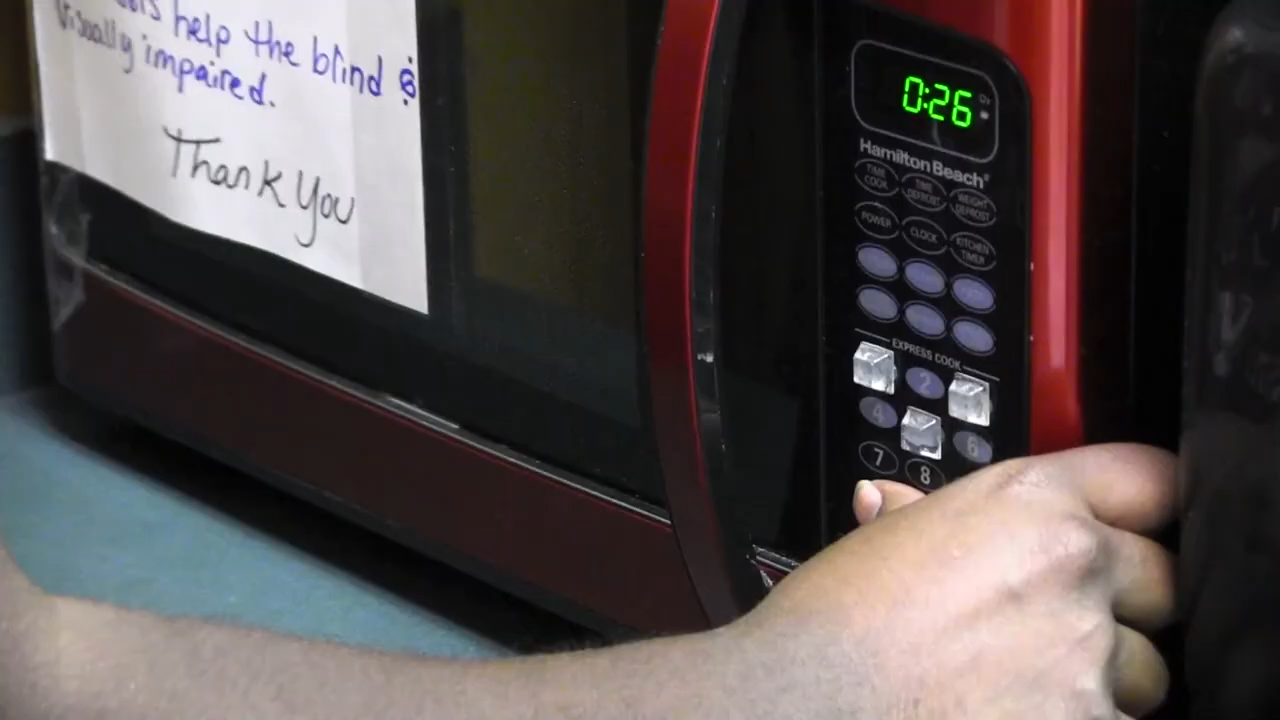 help the blind &
visually impaired.
Thank You
0:26
Hamilton Beach
TIME COOK
TIME DEFROST
WEIGHT DEFROST
POWER
CLOCK
KITCHEN TIMER
EXPRESS COOK
2
4
6
7
8